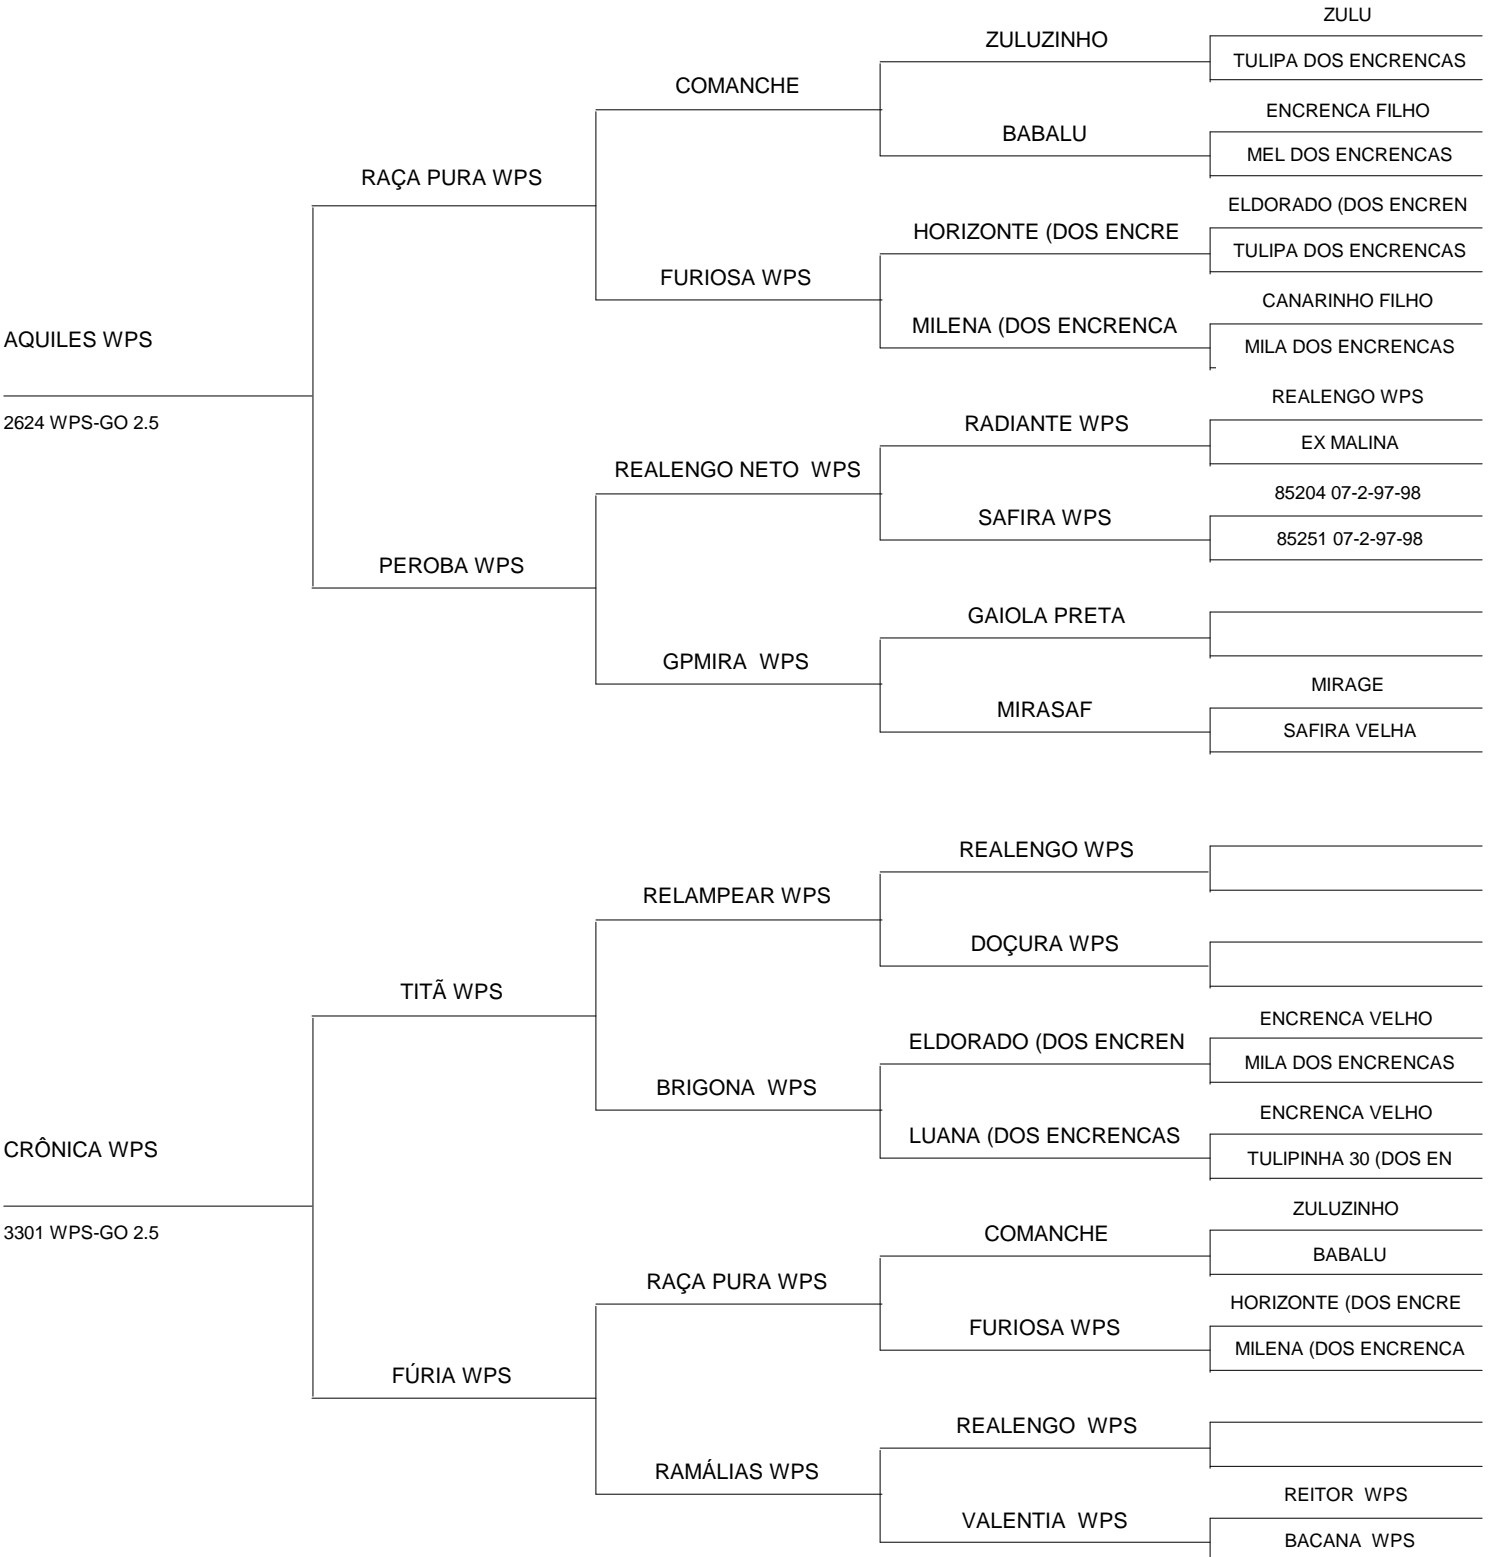 ZULU
ZULUZINHO
TULIPA DOS ENCRENCAS
COMANCHE
ENCRENCA FILHO
BABALU
MEL DOS ENCRENCAS
RAÇA PURA WPS
ELDORADO (DOS ENCREN
HORIZONTE (DOS ENCRE
TULIPA DOS ENCRENCAS
FURIOSA WPS
CANARINHO FILHO
MILENA (DOS ENCRENCA
MILA DOS ENCRENCAS
AQUILES WPS
2624 WPS-GO 2.5
REALENGO WPS
RADIANTE WPS
EX MALINA
REALENGO NETO  WPS
85204 07-2-97-98
SAFIRA WPS
85251 07-2-97-98
PEROBA WPS
GAIOLA PRETA
GPMIRA  WPS
MIRAGE
MIRASAF
SAFIRA VELHA
REALENGO WPS
RELAMPEAR WPS
DOÇURA WPS
TITÃ WPS
ENCRENCA VELHO
ELDORADO (DOS ENCREN
MILA DOS ENCRENCAS
BRIGONA  WPS
ENCRENCA VELHO
LUANA (DOS ENCRENCAS
TULIPINHA 30 (DOS EN
CRÔNICA WPS
3301 WPS-GO 2.5
ZULUZINHO
COMANCHE
BABALU
RAÇA PURA WPS
HORIZONTE (DOS ENCRE
FURIOSA WPS
MILENA (DOS ENCRENCA
FÚRIA WPS
REALENGO  WPS
RAMÁLIAS WPS
REITOR  WPS
VALENTIA  WPS
BACANA  WPS